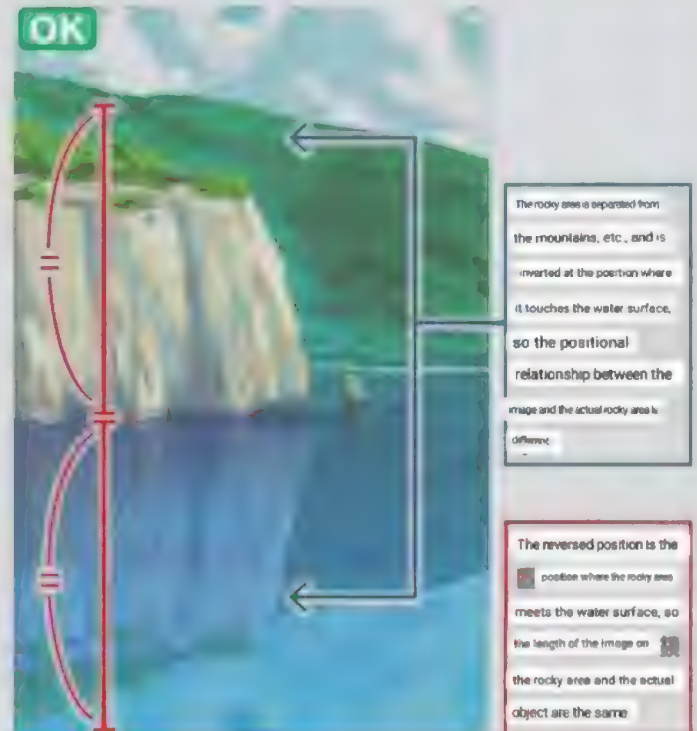 OK
The rocky area is separated from
the mountains, etc., and is
inverted at the position where
it touches the water surface,
so the positional
relationship between the
image and the actual rocky area is
different
The reversed position is the
position where the rocky area
meets the water surface, so
the length of the image on
the rocky area and the actual
object are the same